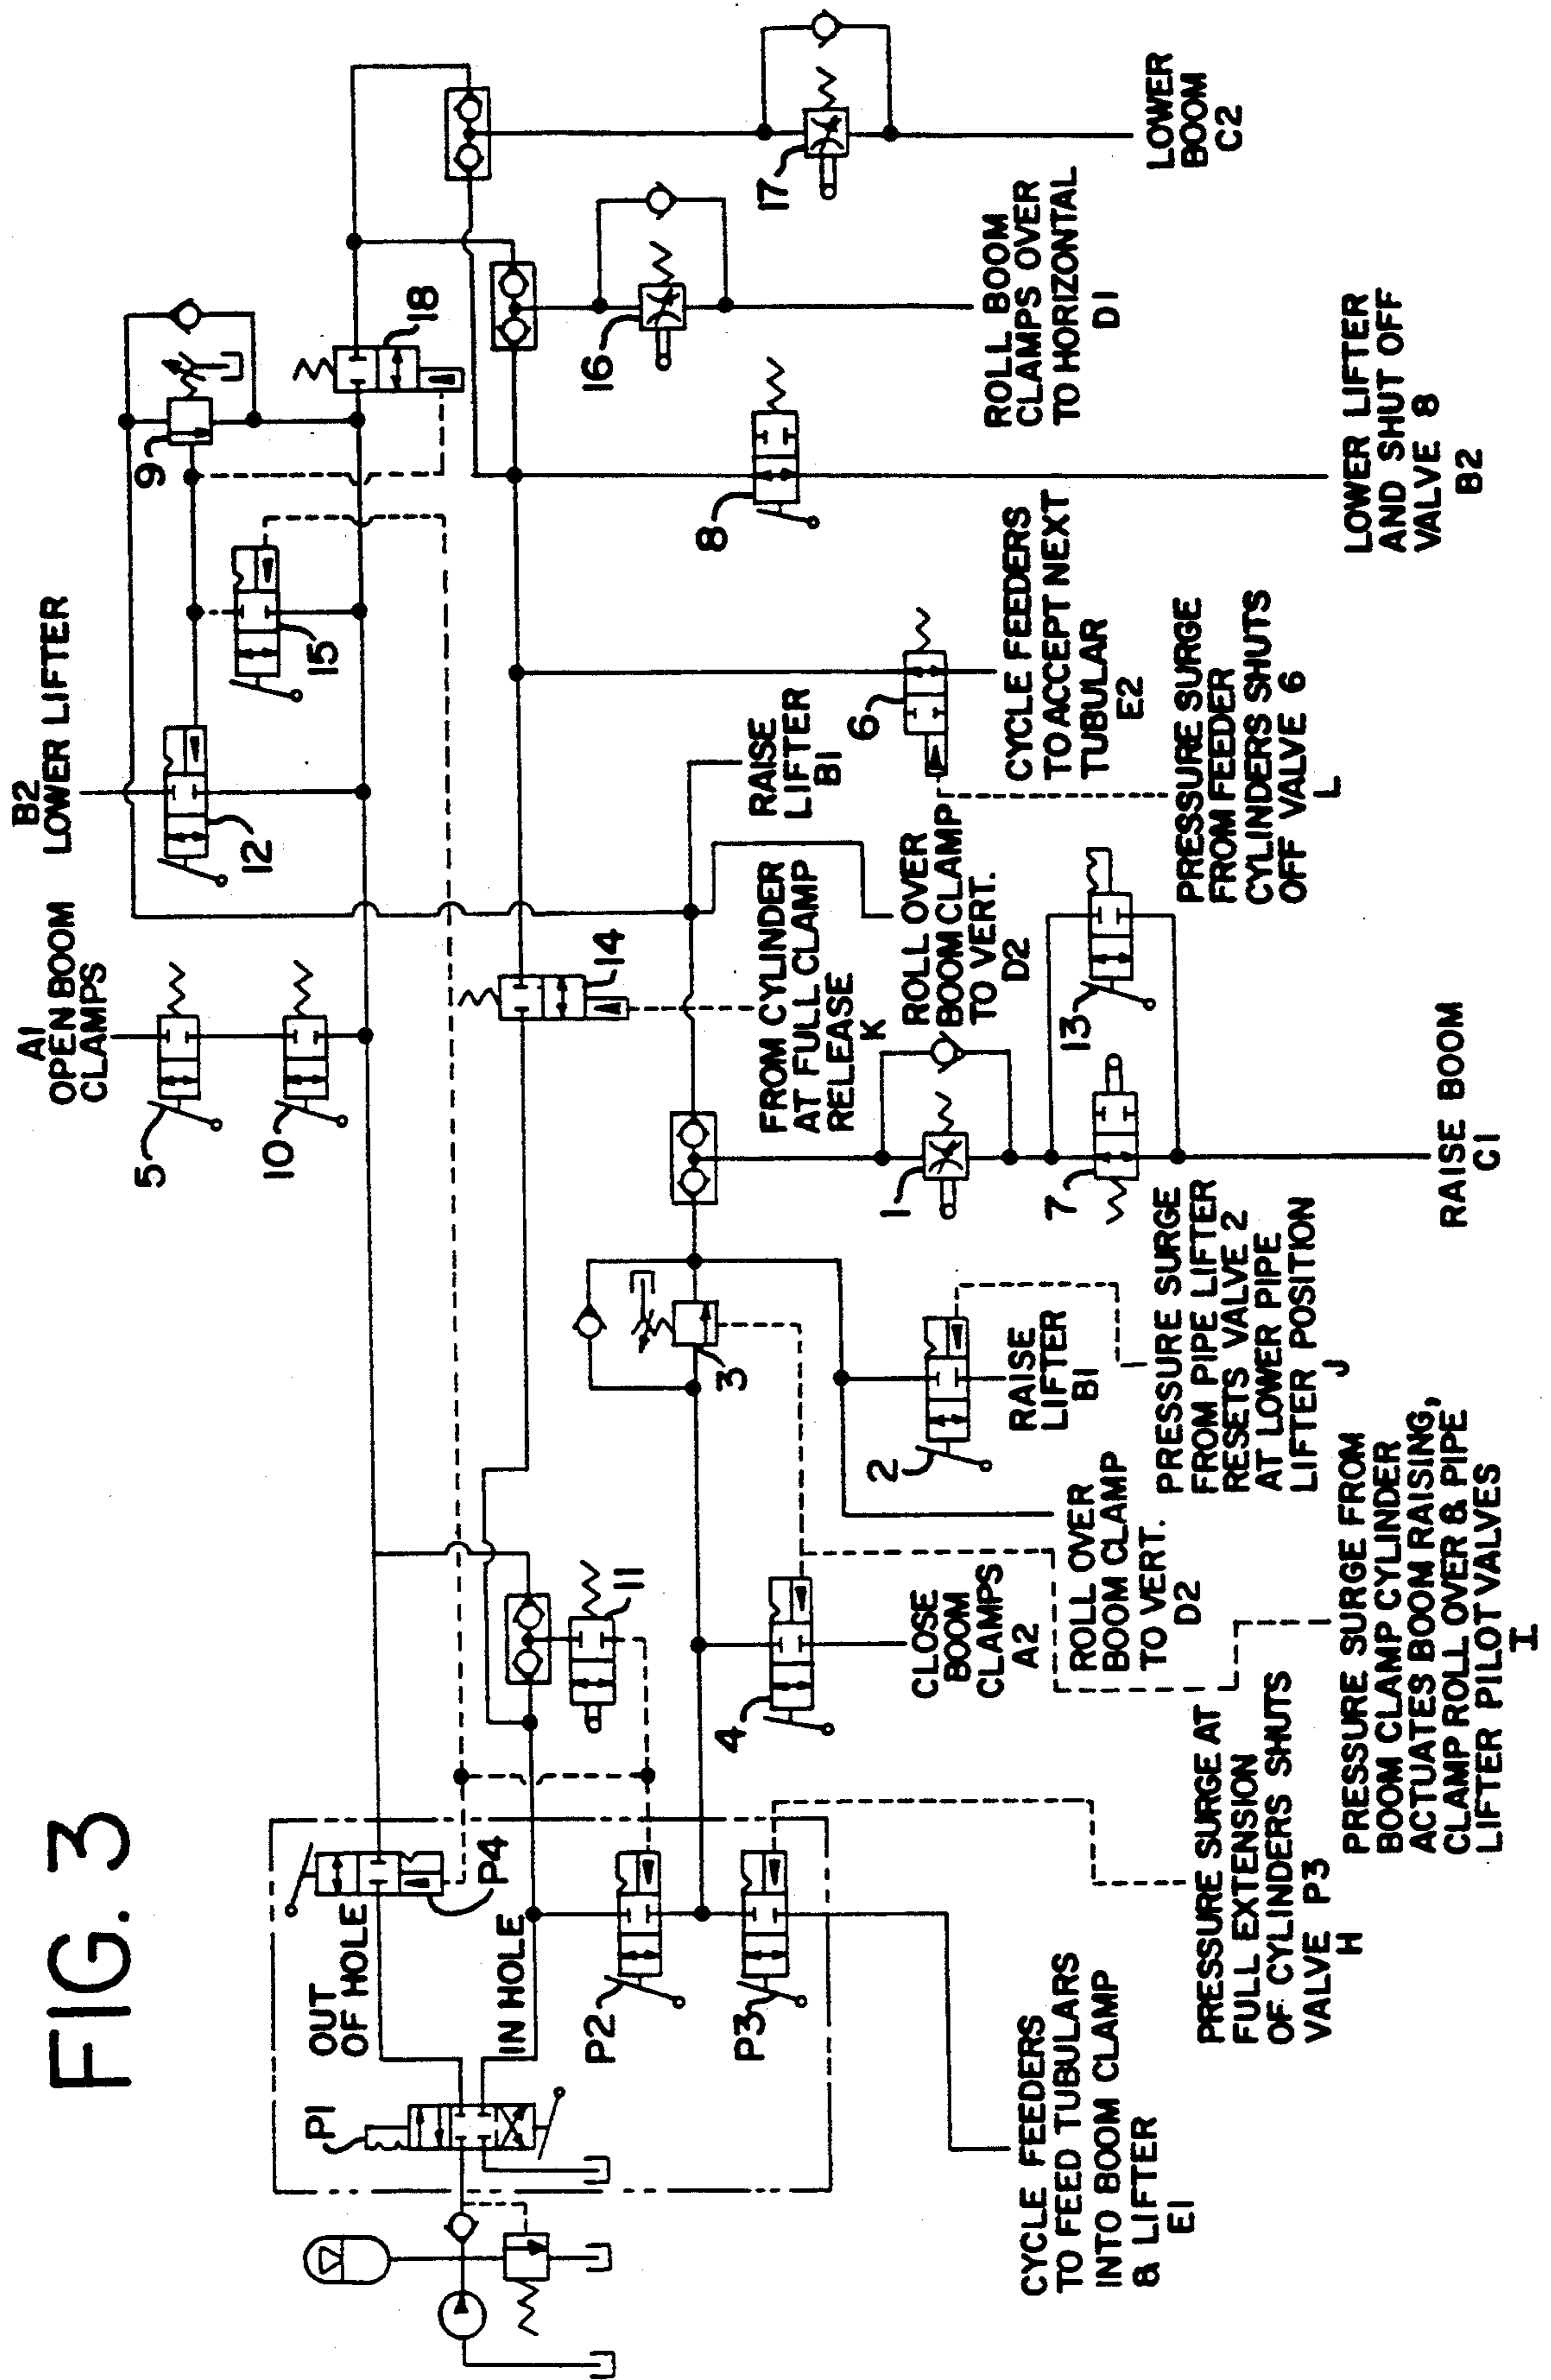 FIG. 3
P1
OUT
OF HOLE
P4
IN HOLE
P2
P3
CYCLE FEEDERS
TO FEED TUBULARS
INTO BOOM CLAMP
& LIFTER
E1
PRESSURE SURGE AT
FULL EXTENSION
OF CYLINDERS SHUTS
VALVE P3
H
PRESSURE SURGE FROM
BOOM CLAMP CYLINDER
ACTUATES BOOM RAISING,
CLAMP ROLL OVER & PIPE
LIFTER PILOT VALVES
I
11
4
CLOSE
BOOM
CLAMPS
A2
ROLL OVER
BOOM CLAMP
TO VERT.
D2
3
2
RAISE
LIFTER
B1
PRESSURE SURGE
FROM PIPE LIFTER
RESETS VALVE 2
AT LOWER PIPE
LIFTER POSITION
J
A1
OPEN BOOM
CLAMPS
5
10
1
7
13
RAISE BOOM
C1
14
FROM CYLINDER
AT FULL CLAMP
RELEASE
K
ROLL OVER
BOOM CLAMP
TO VERT.
D2
B2
LOWER LIFTER
12
15
RAISE
LIFTER
B1
6
CYCLE FEEDERS
TO ACCEPT NEXT
TUBULAR
E2
PRESSURE SURGE
FROM FEEDER
CYLINDERS SHUTS
OFF VALVE 6
L
9
18
8
LOWER LIFTER
AND SHUT OFF
VALVE 8
B2
16
ROLL BOOM
CLAMPS OVER
TO HORIZONTAL
D1
17
LOWER
BOOM
C2